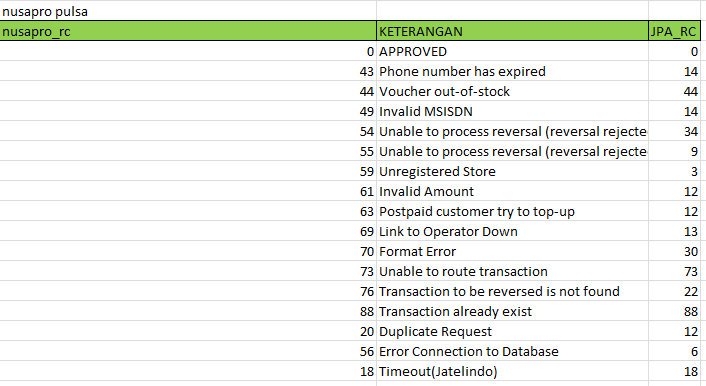 nusapro pulsa
nusapro_rc KETERANGAN JPA_RC
0 APPROVED 0
43 Phone number has expired 14
44 Voucher out-of-stock 44
49 Invalid MSISDN 14
54 Unable to process reversal (reversal rejecte 34
55 Unable to process reversal (reversal rejecte 9
59 Unregistered Store 3
61 Invalid Amount 12
63 Postpaid customer try to top-up 12
69 Link to Operator Down 13
70 Format Error 30
73 Unable to route transaction 73
76 Transaction to be reversed is not found 22
88 Transaction already exist 88
20 Duplicate Request 12
56 Error Connection to Database 6
18 Timeout(Jatelindo) 18